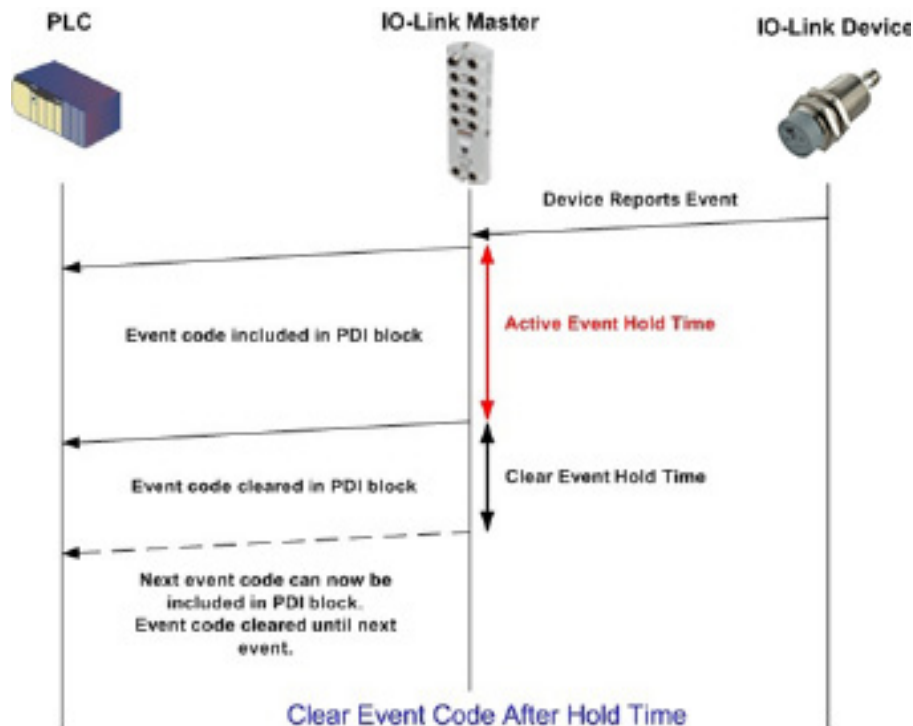 PLC
IO-Link Master
IO-Link Device
Device Reports Event
Event code included in PDI block
Active Event Hold Time
Event code cleared in PDI block
Clear Event Hold Time
Next event code can now be
included in PDI block.
Event code cleared until next
event.
Clear Event Code After Hold Time